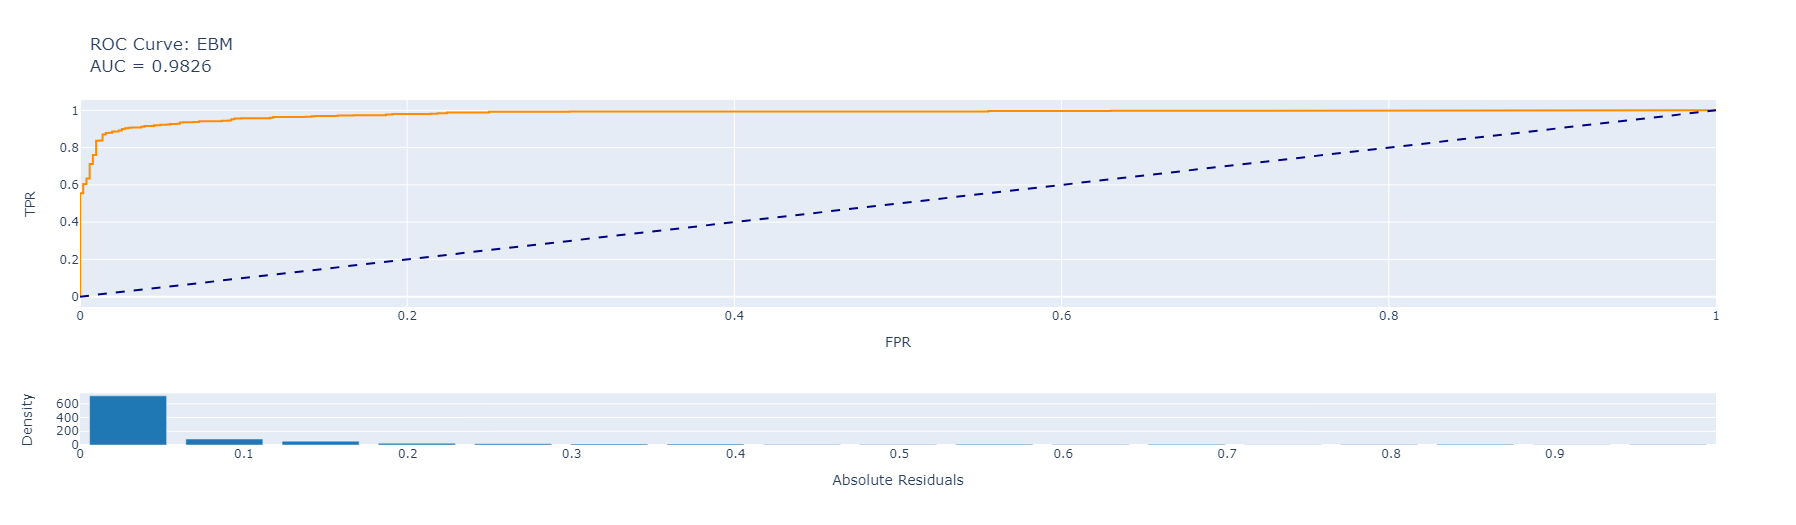 ROC Curve: EBM
AUC = 0.9826
TPR
1
0.8
0.6
0.4
0.2
0
0 0.2 0.4 0.6 0.8 1
FPR
Density
600
400
200
0
0 0.1 0.2 0.3 0.4 0.5 0.6 0.7 0.8 0.9
Absolute Residuals